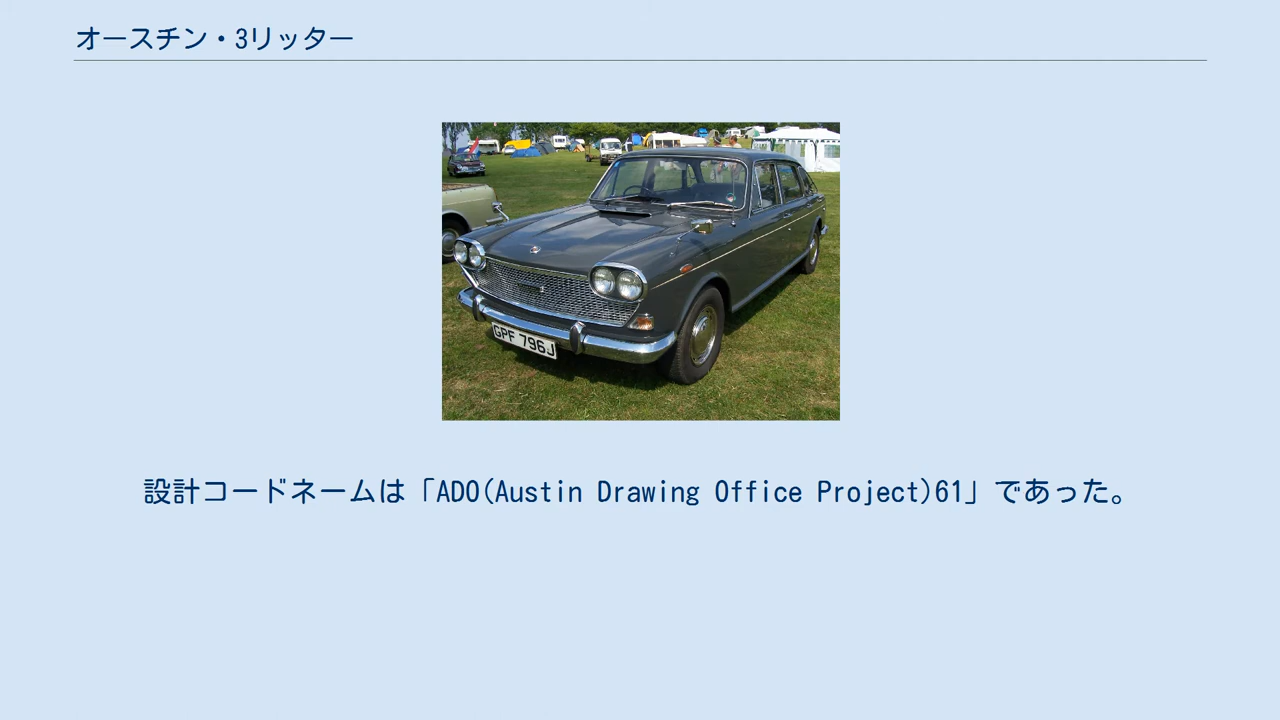 オースチン・3リッター
GPF 796J
設計コードネームは「ADO(Austin Drawing Office Project)61」であった。